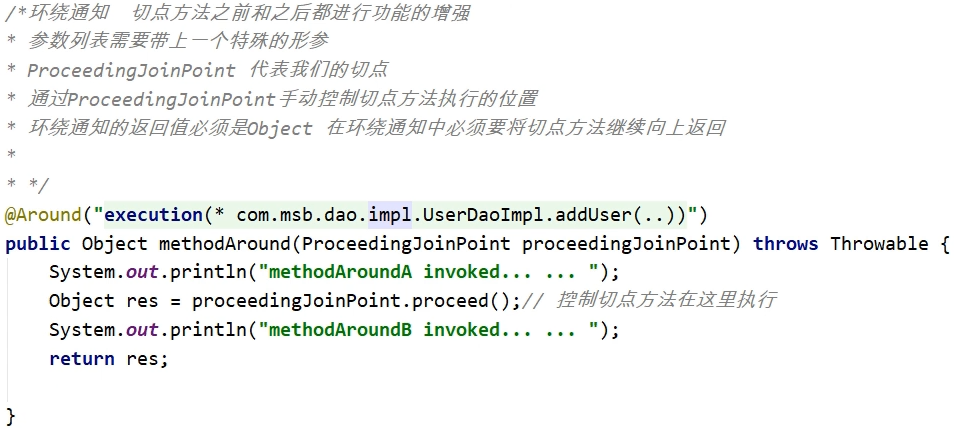 /*环绕通知  切点方法之前和之后都进行功能的增强
* 参数列表需要带上一个特殊的形参
* ProceedingJoinPoint 代表我们的切点
* 通过ProceedingJoinPoint手动控制切点方法执行的位置
* 环绕通知的返回值必须是Object 在环绕通知中必须要将切点方法继续向上返回
*
* */
@Around("execution(* com.msb.dao.impl.UserDaoImpl.addUser(..))")
public Object methodAround(ProceedingJoinPoint proceedingJoinPoint) throws Throwable {
    System.out.println("methodAroundA invoked... ... ");
    Object res = proceedingJoinPoint.proceed();// 控制切点方法在这里执行
    System.out.println("methodAroundB invoked... ... ");
    return res;
}